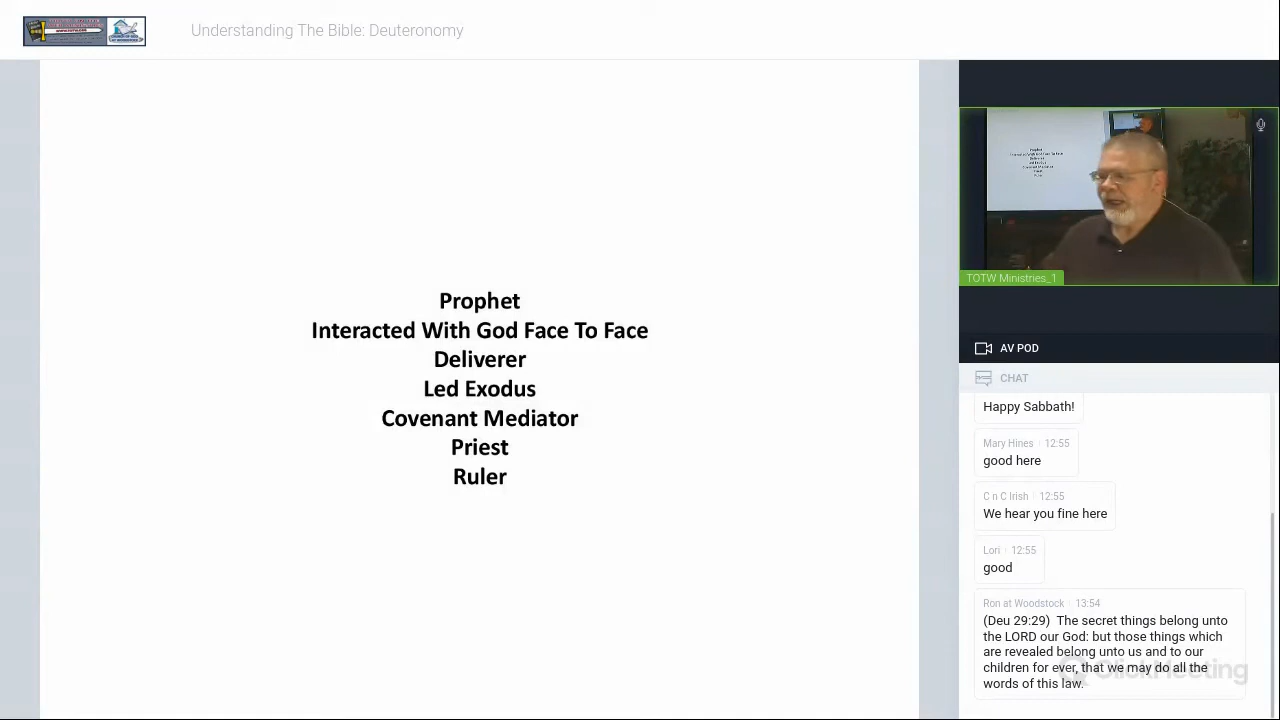 Understanding The Bible: Deuteronomy
Prophet
Interacted With God Face To Face
Deliverer
Led Exodus
Covenant Mediator
Priest
Ruler
TOTW Ministries_1
AV POD
CHAT
Happy Sabbath!
Mary Hines 12:55
good here
C n C Irish 12:55
We hear you fine here
Lori 12:55
good
Ron at Woodstock 13:54
(Deu 29:29) The secret things belong unto
the LORD our God: but those things which
are revealed belong unto us and to our
children for ever, that we may do all the
words of this law.
ClickMeeting